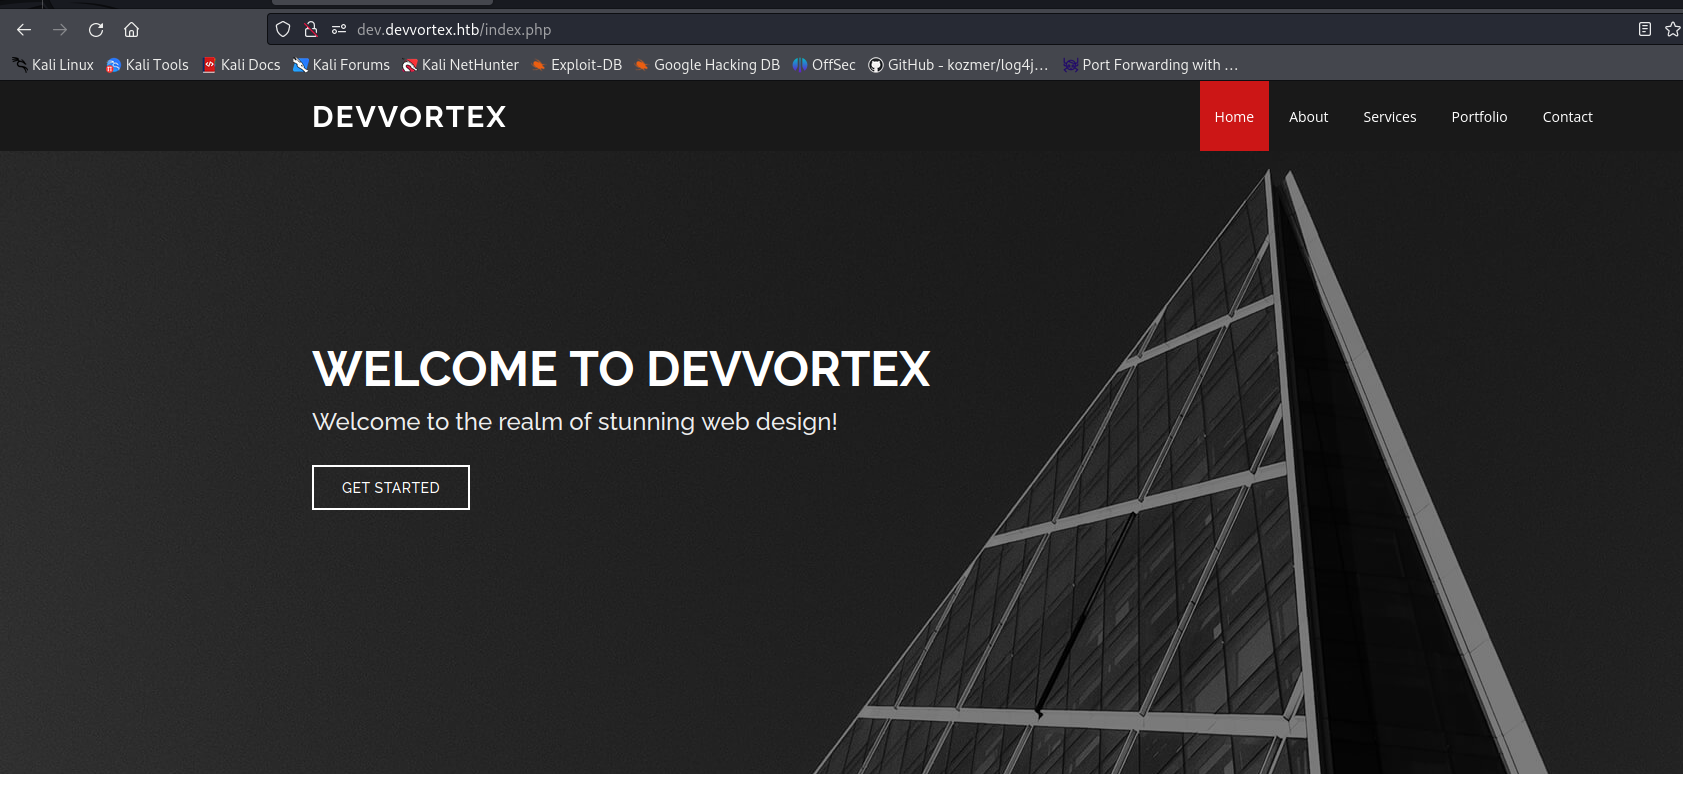 dev.devvortex.htb/index.php
Kali Linux Kali Tools Kali Docs Kali Forums Kali NetHunter Exploit-DB Google Hacking DB OffSec GitHub - kozmer/log4j... Port Forwarding with ...
DEVVORTEX Home About Services Portfolio Contact
WELCOME TO DEVVORTEX
Welcome to the realm of stunning web design!
GET STARTED